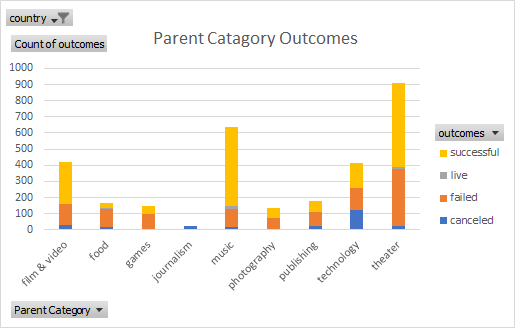 country
Count of outcomes
Parent Catagory Outcomes
1000
900
800
700
600
500
400
300
200
100
0
film & video
food
games
journalism
music
photography
publishing
technology
theater
outcomes
successful
live
failed
canceled
Parent Category